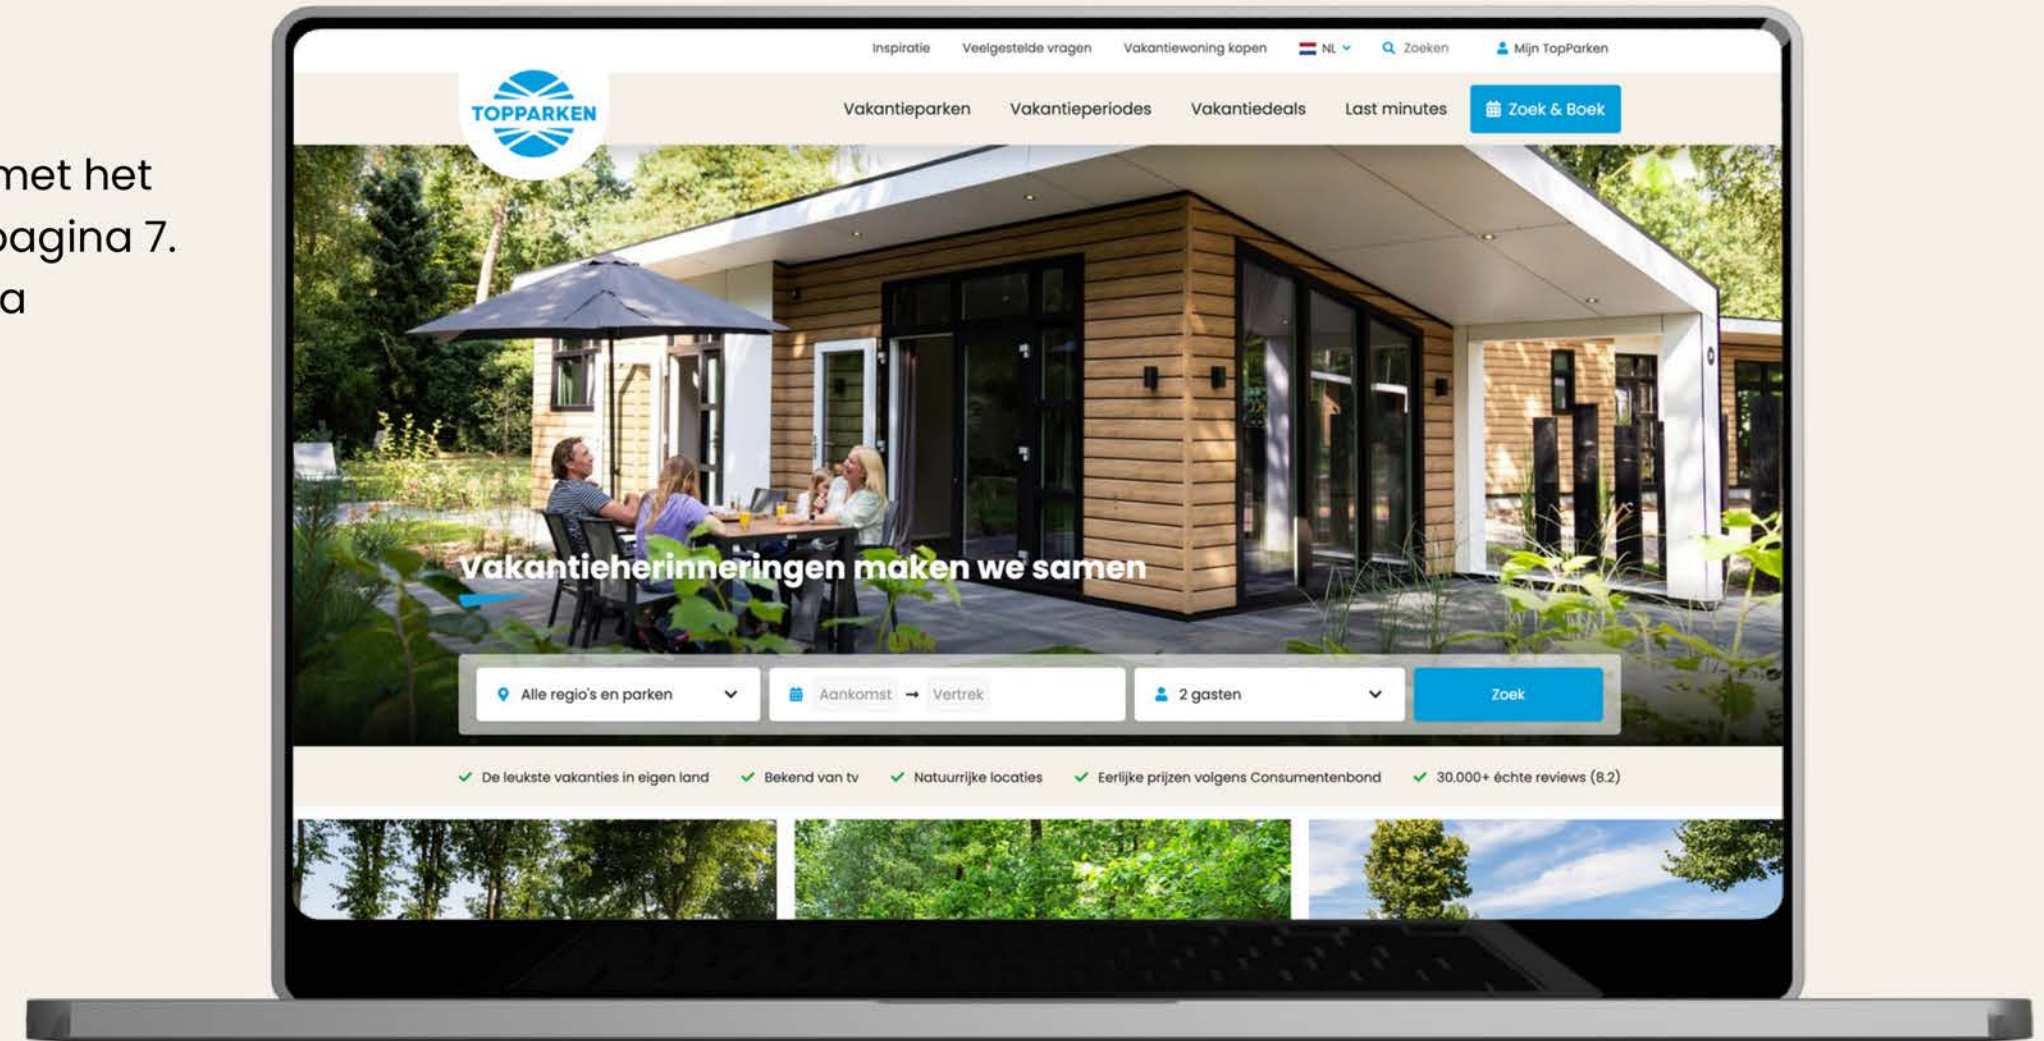 met het
pagina 7.
a
Inspiratie Veelgestelde vragen Vakantiewoning kopen NL Zoeken Mijn TopParken
TOPPARKEN
Vakantieparken Vakantieperiodes Vakantiedeals Last minutes Zoek & Boek
Vakantieherinneringen maken we samen
Alle regio's en parken Aankomst → Vertrek 2 gasten Zoek
De leukste vakanties in eigen land Bekend van tv Natuurrijke locaties Eerlijke prijzen volgens Consumentenbond 30.000+ échte reviews (8.2)